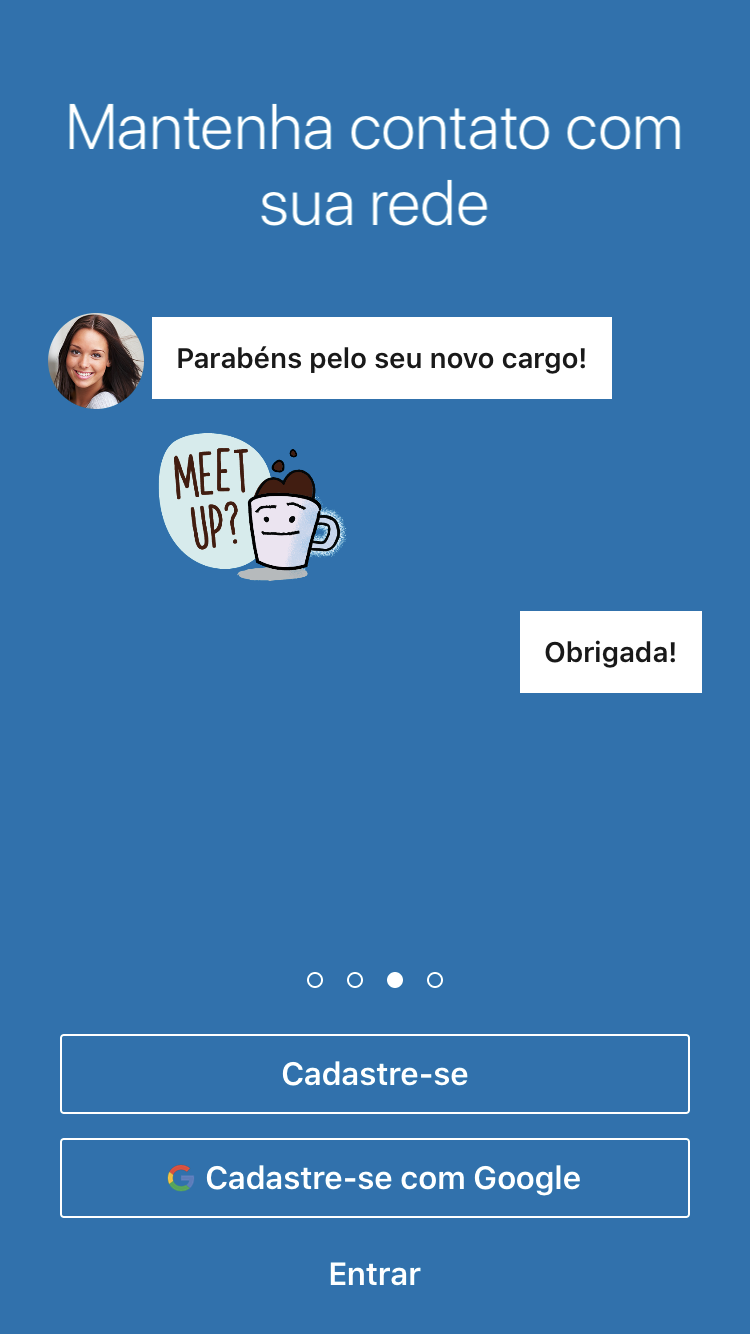 Mantenha contato com
sua rede
Parabéns pelo seu novo cargo!
MEET
UP?
Obrigada!
Cadastre-se
Cadastre-se com Google
Entrar